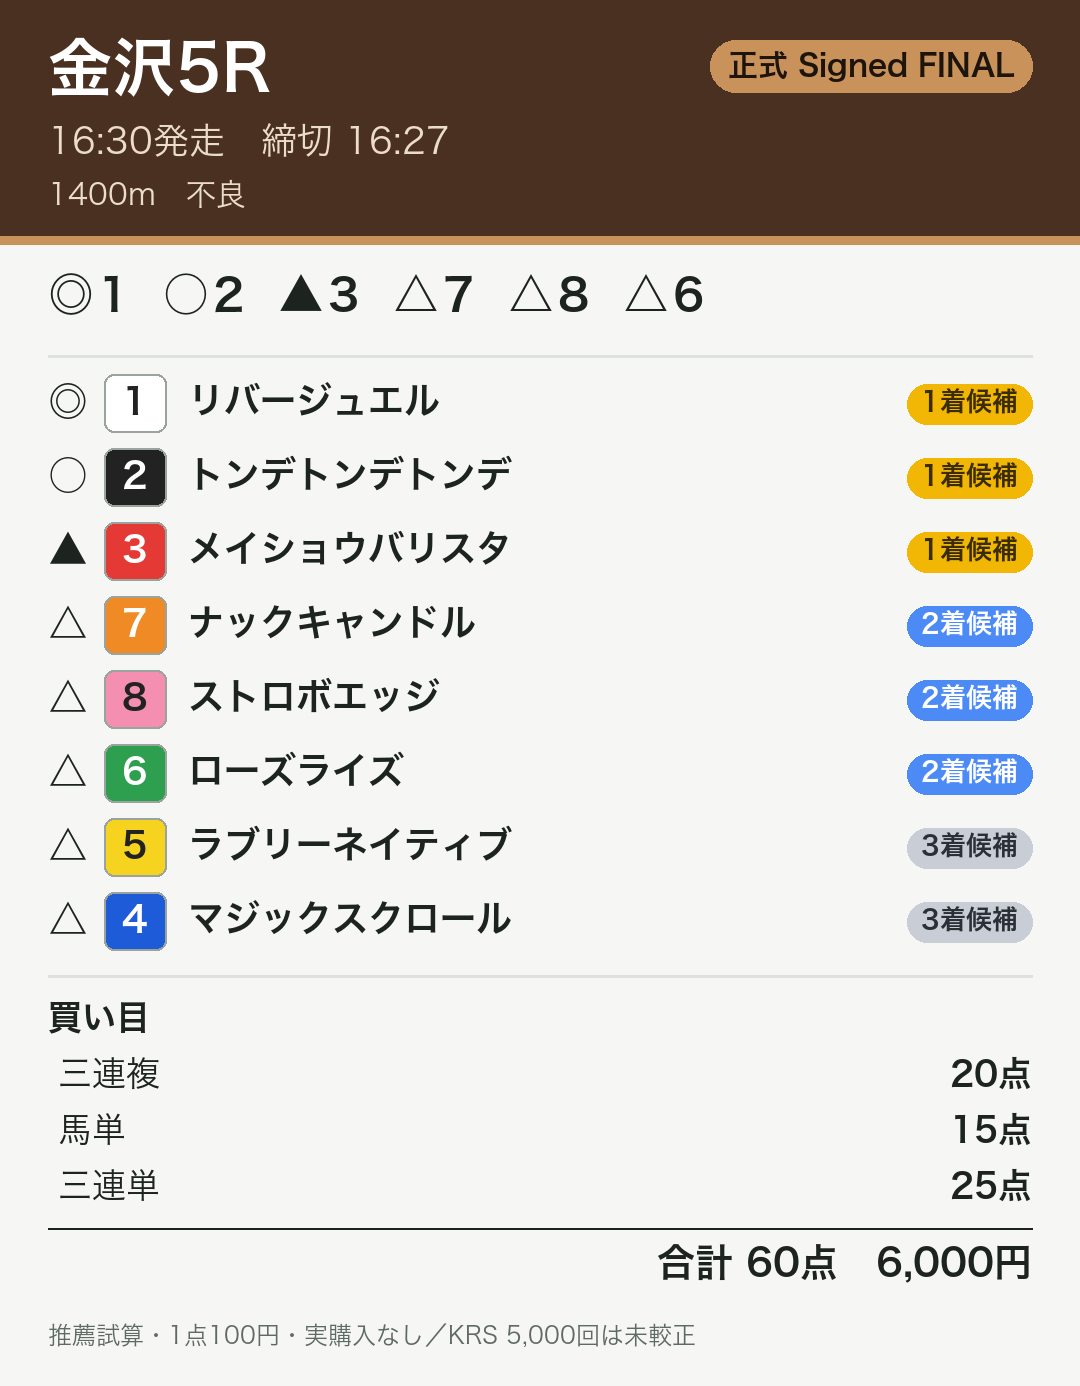 金沢5R
正式 Signed FINAL
16:30発走　締切 16:27
1400m　不良
◎1 ○2 ▲3 △7 △8 △6
◎ 1 リバージュエル 1着候補
○ 2 トンデトンデトンデ 1着候補
▲ 3 メイショウバリスタ 1着候補
△ 7 ナックキャンドル 2着候補
△ 8 ストロボエッジ 2着候補
△ 6 ローズライズ 2着候補
△ 5 ラブリーネイティブ 3着候補
△ 4 マジックスクロール 3着候補
買い目
三連複 20点
馬単 15点
三連単 25点
合計 60点　6,000円
推薦試算・1点100円・実購入なし／KRS 5,000回は未較正